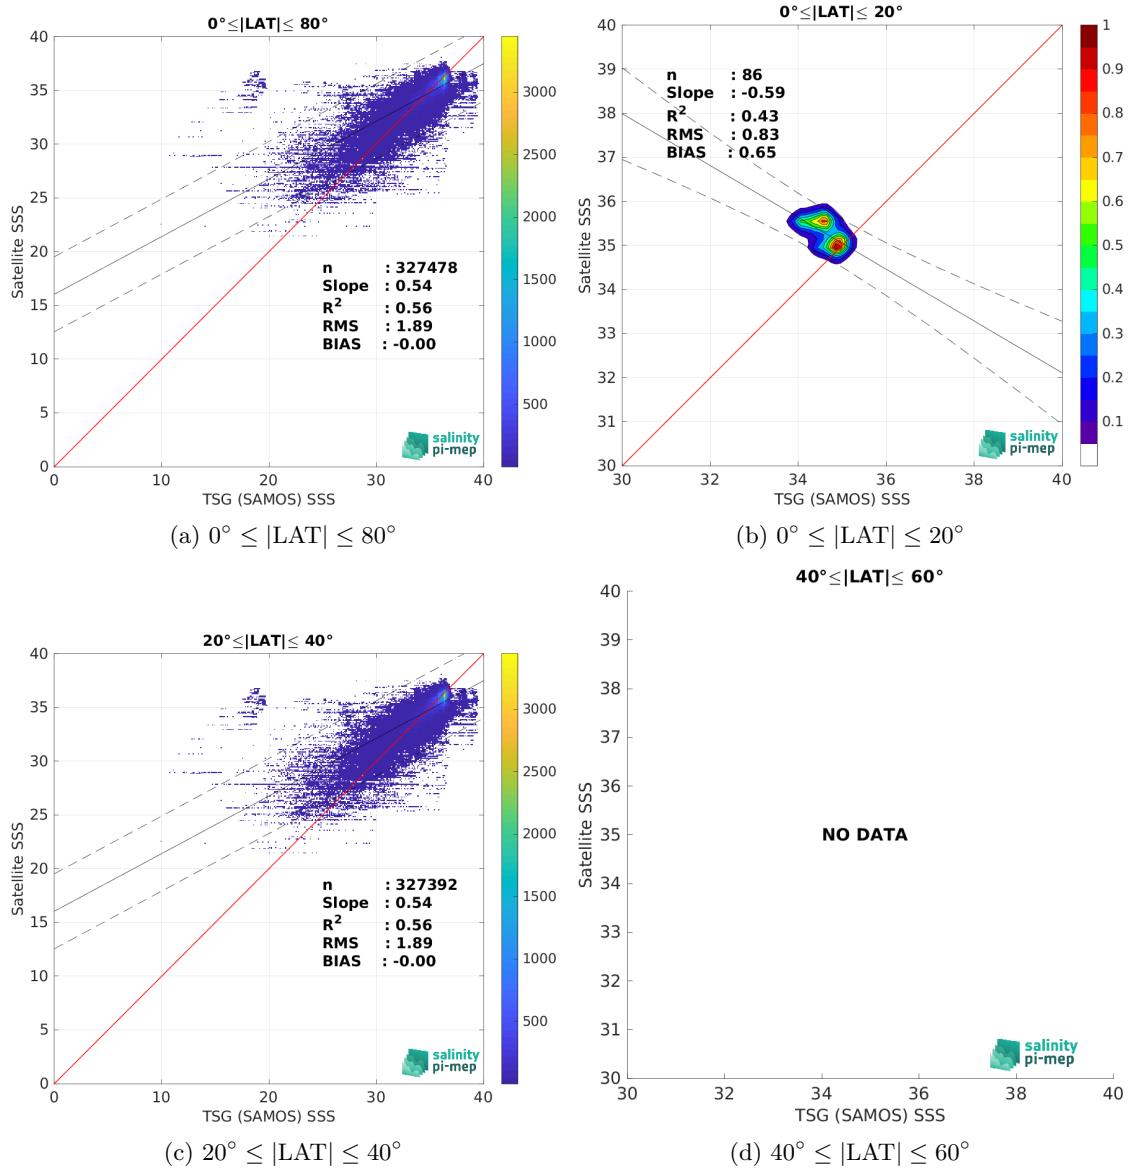 0°≤|LAT|≤ 80°
40
35
30
25
20
15
10
5
0
Satellite SSS
n : 327478
Slope : 0.54
R² : 0.56
RMS : 1.89
BIAS : -0.00
3000
2500
2000
1500
1000
500
salinity
pi-mep
0 10 20 30 40
TSG (SAMOS) SSS
(a) 0° ≤ |LAT| ≤ 80°
0°≤|LAT|≤ 20°
40
39
38
37
36
35
34
33
32
31
30
Satellite SSS
n : 86
Slope : -0.59
R² : 0.43
RMS : 0.83
BIAS : 0.65
1
0.9
0.8
0.7
0.6
0.5
0.4
0.3
0.2
0.1
salinity
pi-mep
30 32 34 36 38 40
TSG (SAMOS) SSS
(b) 0° ≤ |LAT| ≤ 20°
20°≤|LAT|≤ 40°
40
35
30
25
20
15
10
5
0
Satellite SSS
n : 327392
Slope : 0.54
R² : 0.56
RMS : 1.89
BIAS : -0.00
3000
2500
2000
1500
1000
500
salinity
pi-mep
0 10 20 30 40
TSG (SAMOS) SSS
(c) 20° ≤ |LAT| ≤ 40°
40°≤|LAT|≤ 60°
40
39
38
37
36
35
34
33
32
31
30
Satellite SSS
NO DATA
salinity
pi-mep
30 32 34 36 38 40
TSG (SAMOS) SSS
(d) 40° ≤ |LAT| ≤ 60°